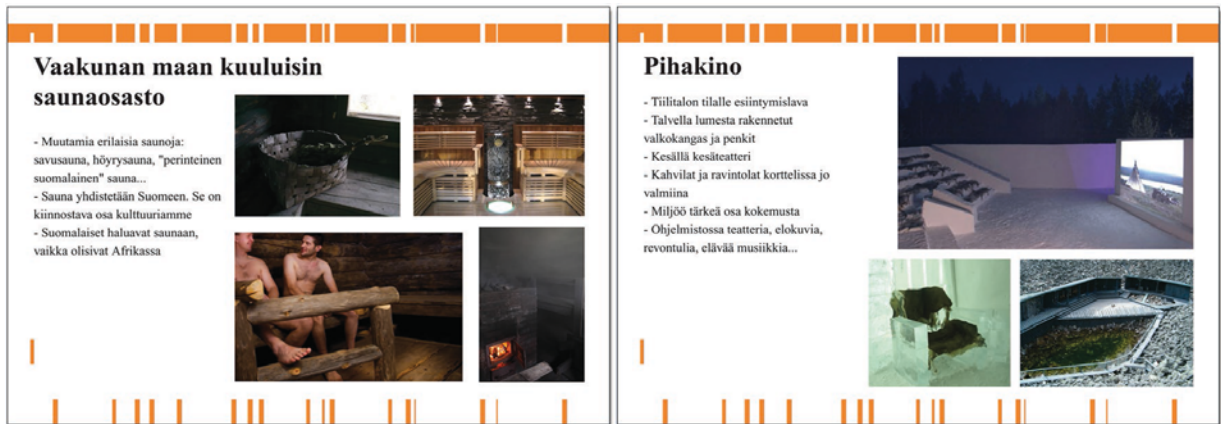 Vaakunan maan kuuluisin
saunaosasto
- Muutamia erilaisia saunoja:
savusauna, höyrysauna, "perinteinen
suomalainen" sauna...
- Sauna yhdistetään Suomeen. Se on
kiinnostava osa kulttuuriamme
- Suomalaiset haluavat saunaan,
vaikka olisivat Afrikassa
Pihakino
- Tiilitalon tilalle esiintymislava
- Talvella lumesta rakennetut
valkokangas ja penkit
- Kesällä kesäteatteri
- Kahvilat ja ravintolat korttelissa jo
valmiina
- Miljöö tärkeä osa kokemusta
- Ohjelmistossa teatteria, elokuvia,
revontulia, elävää musiikkia...